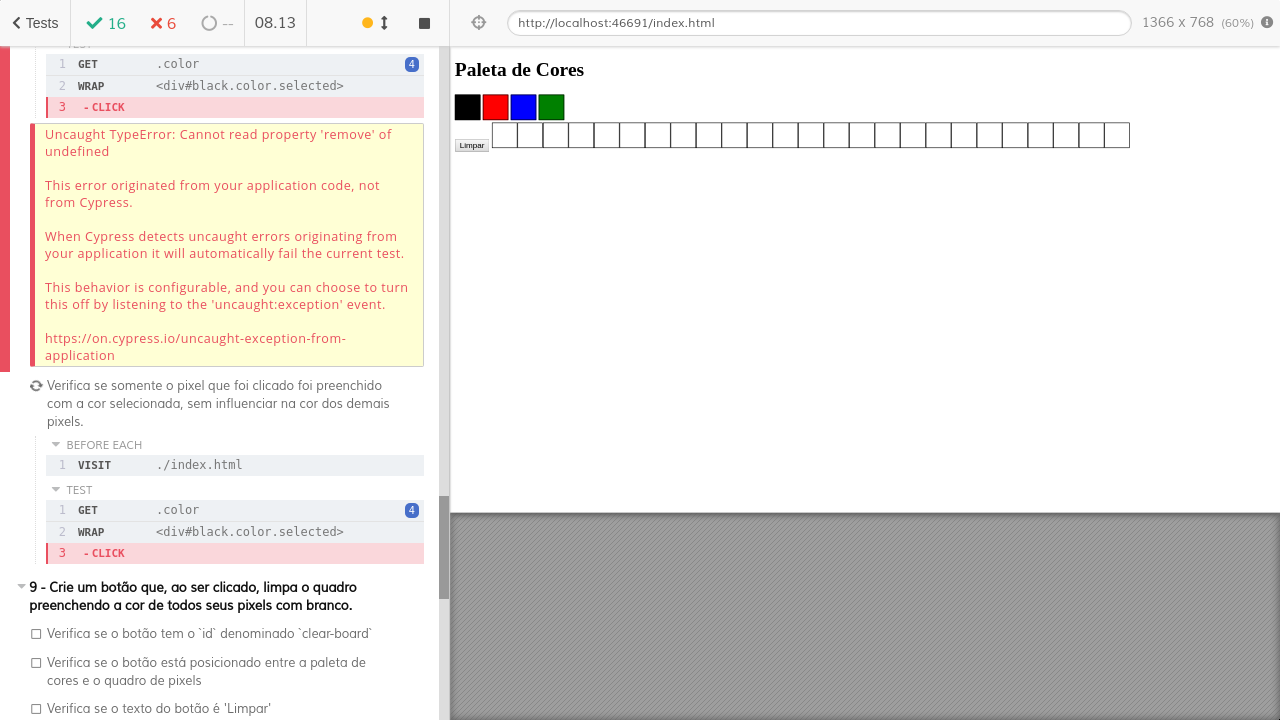 Tests
16
6
--
08.13
http://localhost:46691/index.html
1366 x 768 (60%)
TEST
1 GET .color 4
2 WRAP <div#black.color.selected>
3 - CLICK
Uncaught TypeError: Cannot read property 'remove' of
undefined
This error originated from your application code, not
from Cypress.
When Cypress detects uncaught errors originating from
your application it will automatically fail the current test.
This behavior is configurable, and you can choose to turn
this off by listening to the 'uncaught:exception' event.
https://on.cypress.io/uncaught-exception-from-
application
Verifica se somente o pixel que foi clicado foi preenchido
com a cor selecionada, sem influenciar na cor dos demais
pixels.
BEFORE EACH
1 VISIT ./index.html
TEST
1 GET .color 4
2 WRAP <div#black.color.selected>
3 - CLICK
9 - Crie um botão que, ao ser clicado, limpa o quadro
preenchendo a cor de todos seus pixels com branco.
Verifica se o botão tem o `id` denominado `clear-board`
Verifica se o botão está posicionado entre a paleta de
cores e o quadro de pixels
Verifica se o texto do botão é 'Limpar'
Paleta de Cores
Limpar